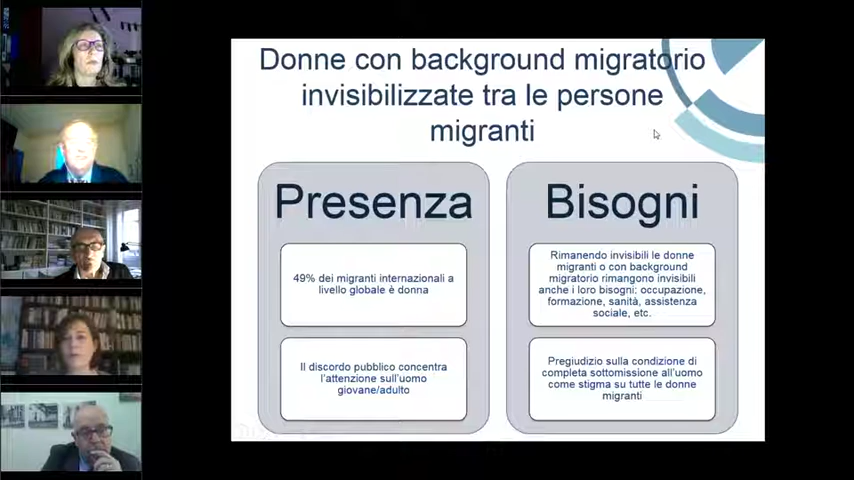 Donne con background migratorio
invisibilizzate tra le persone
migranti
Presenza
49% dei migranti internazionali a
livello globale è donna
Il discordo pubblico concentra
l'attenzione sull'uomo
giovane/adulto
Bisogni
Rimanendo invisibili le donne
migranti o con background
migratorio rimangono invisibili
anche i loro bisogni: occupazione,
formazione, sanità, assistenza
sociale, etc.
Pregiudizio sulla condizione di
completa sottomissione all'uomo
come stigma su tutte le donne
migranti